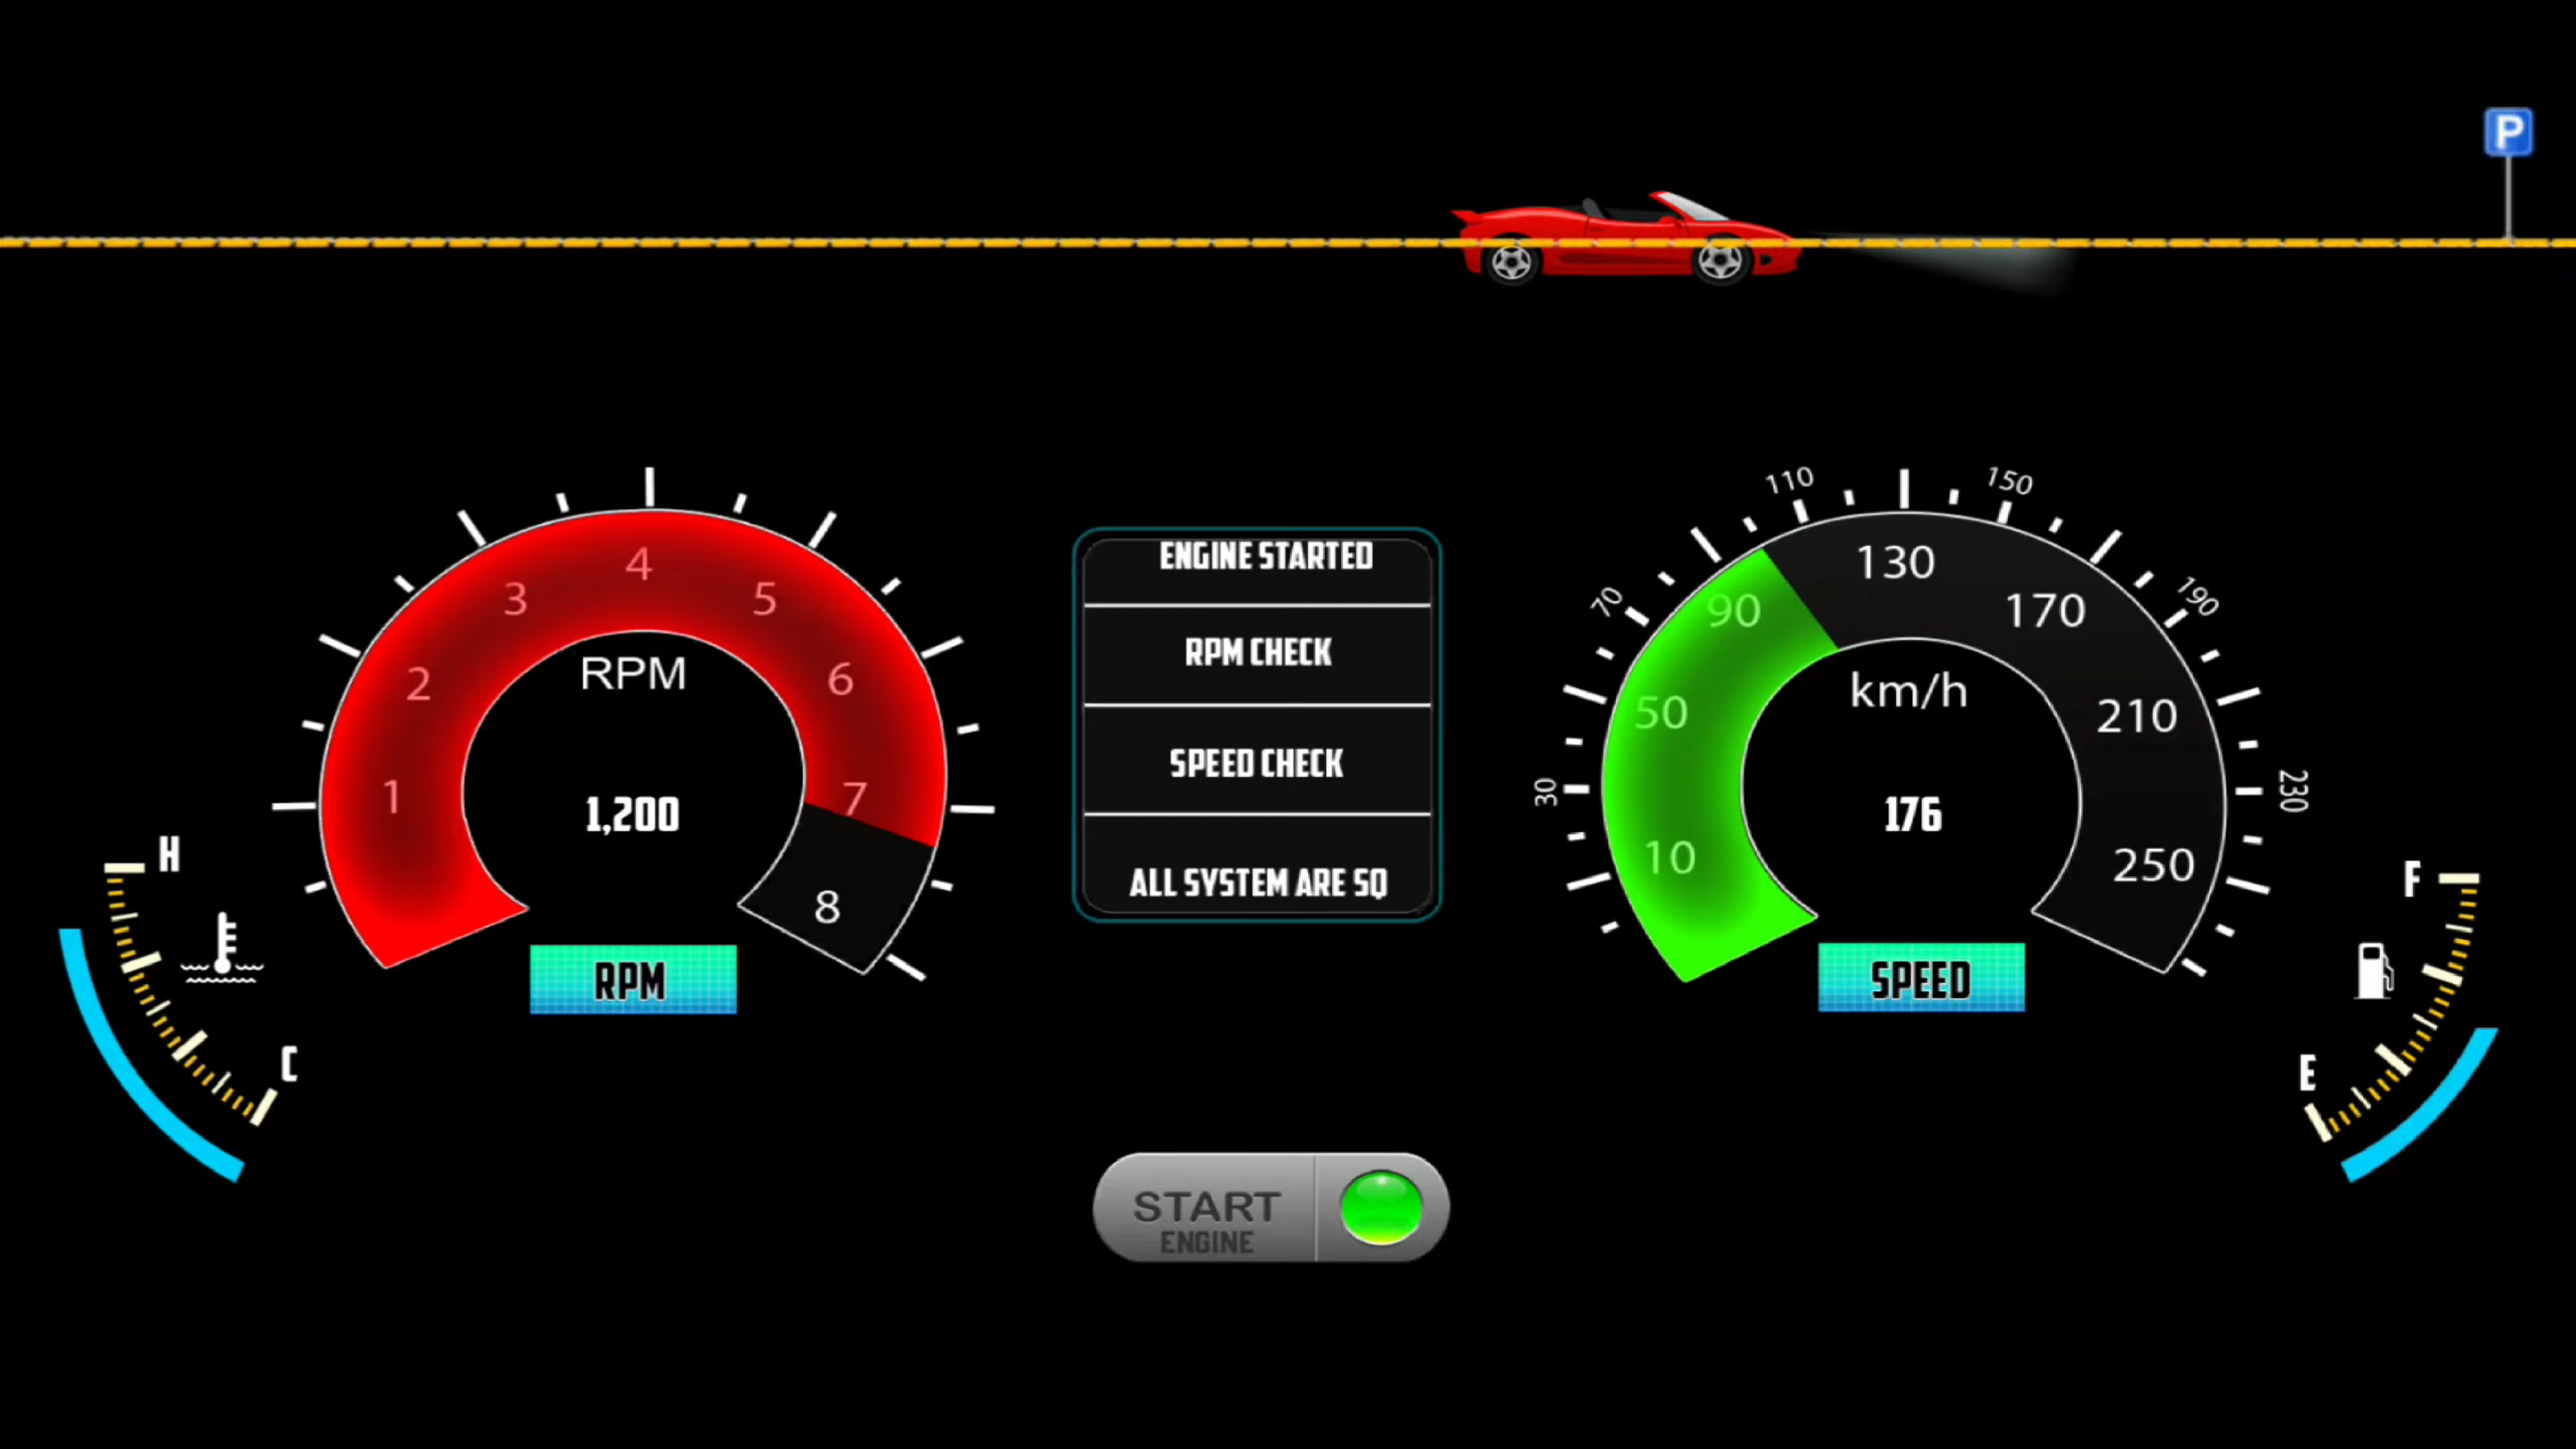 P
ENGINE STARTED
RPM CHECK
SPEED CHECK
ALL SYSTEM ARE SQ
1
2
3
4
5
6
7
8
RPM
1,200
RPM
10
30
50
70
90
110
130
150
170
190
210
230
250
km/h
176
SPEED
H
C
F
E
START
ENGINE